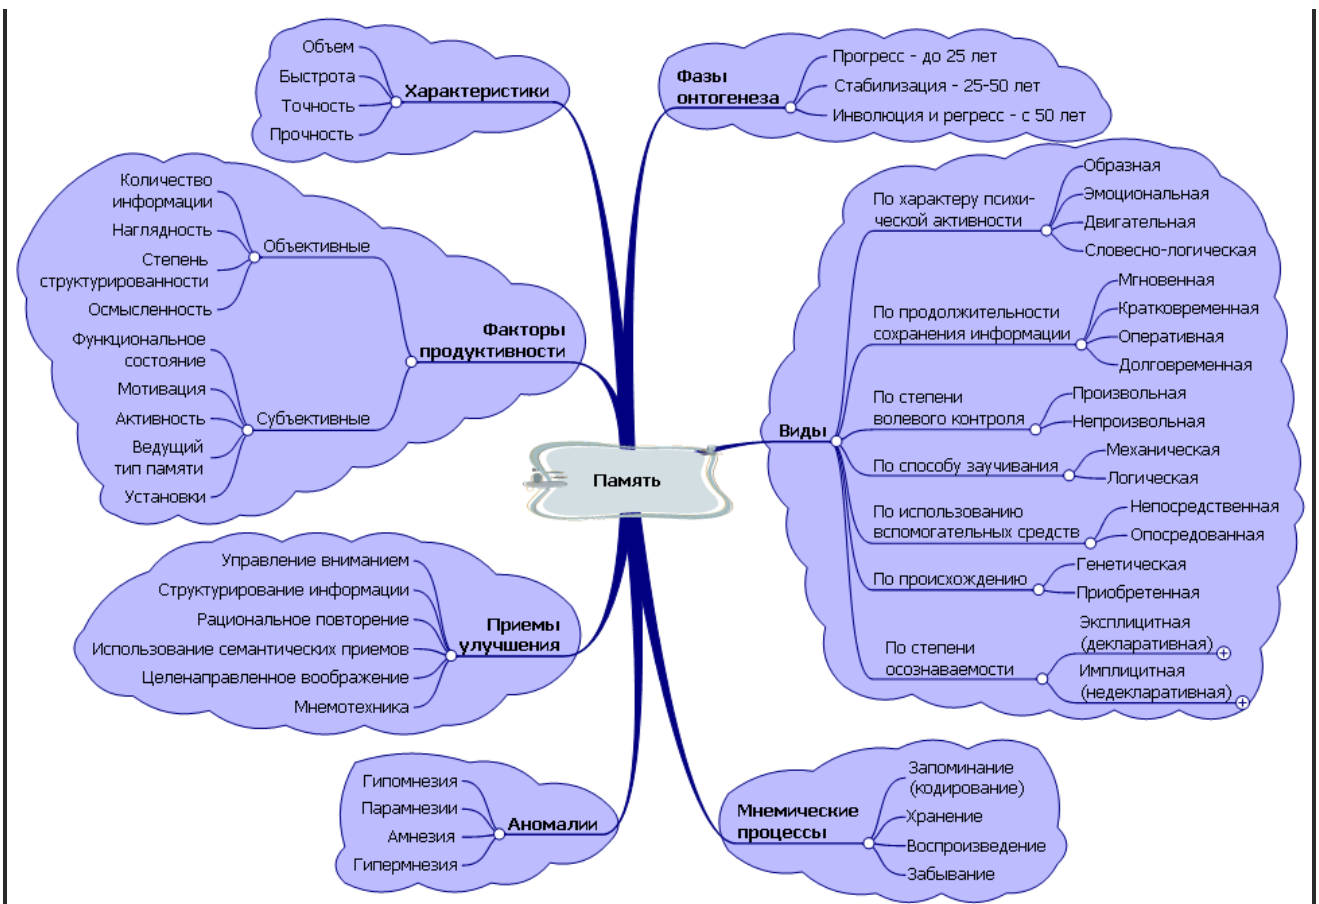 Объем
Быстрота
Точность
Прочность
Характеристики
Фазы
онтогенеза
Прогресс - до 25 лет
Стабилизация - 25-50 лет
Инволюция и регресс - с 50 лет
Количество
информации
Наглядность
Степень
структурированности
Осмысленность
Объективные
Функциональное
состояние
Мотивация
Активность
Ведущий
тип памяти
Установки
Субъективные
Факторы
продуктивности
Виды
По характеру психи-
ческой активности
Образная
Эмоциональная
Двигательная
Словесно-логическая
По продолжительности
сохранения информации
Мгновенная
Кратковременная
Оперативная
Долговременная
По степени
волевого контроля
Произвольная
Непроизвольная
По способу заучивания
Механическая
Логическая
По использованию
вспомогательных средств
Непосредственная
Опосредованная
По происхождению
Генетическая
Приобретенная
По степени
осознаваемости
Эксплицитная
(декларативная)
Имплицитная
(недекларативная)
Память
Управление вниманием
Структурирование информации
Рациональное повторение
Использование семантических приемов
Целенаправленное воображение
Мнемотехника
Приемы
улучшения
Гипомнезия
Парамнезии
Амнезия
Гипермнезия
Аномалии
Мнемические
процессы
Запоминание
(кодирование)
Хранение
Воспроизведение
Забывание